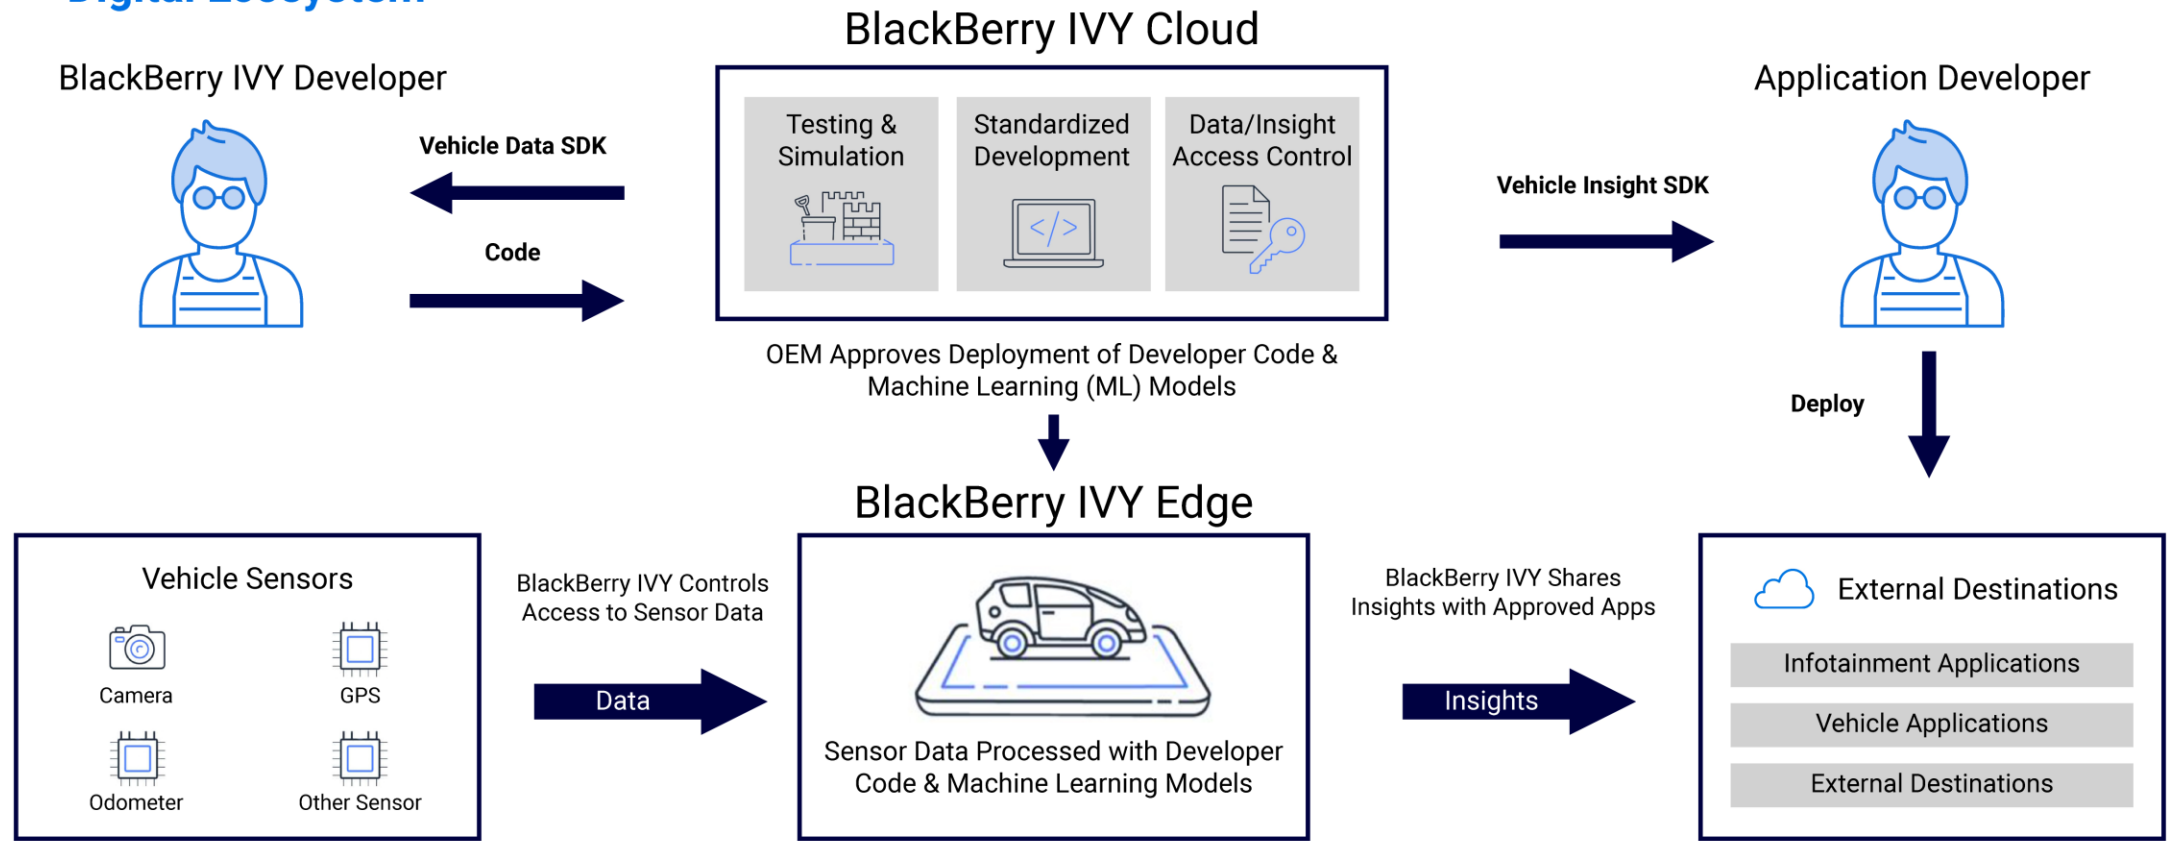 Digital Ecosystem
BlackBerry IVY Cloud
BlackBerry IVY Developer
Application Developer
Vehicle Data SDK
Code
Testing &
Simulation
Standardized
Development
Data/Insight
Access Control
</>
Vehicle Insight SDK
OEM Approves Deployment of Developer Code &
Machine Learning (ML) Models
Deploy
BlackBerry IVY Edge
Vehicle Sensors
Camera
GPS
Odometer
Other Sensor
BlackBerry IVY Controls
Access to Sensor Data
Data
Sensor Data Processed with Developer
Code & Machine Learning Models
BlackBerry IVY Shares
Insights with Approved Apps
Insights
External Destinations
Infotainment Applications
Vehicle Applications
External Destinations